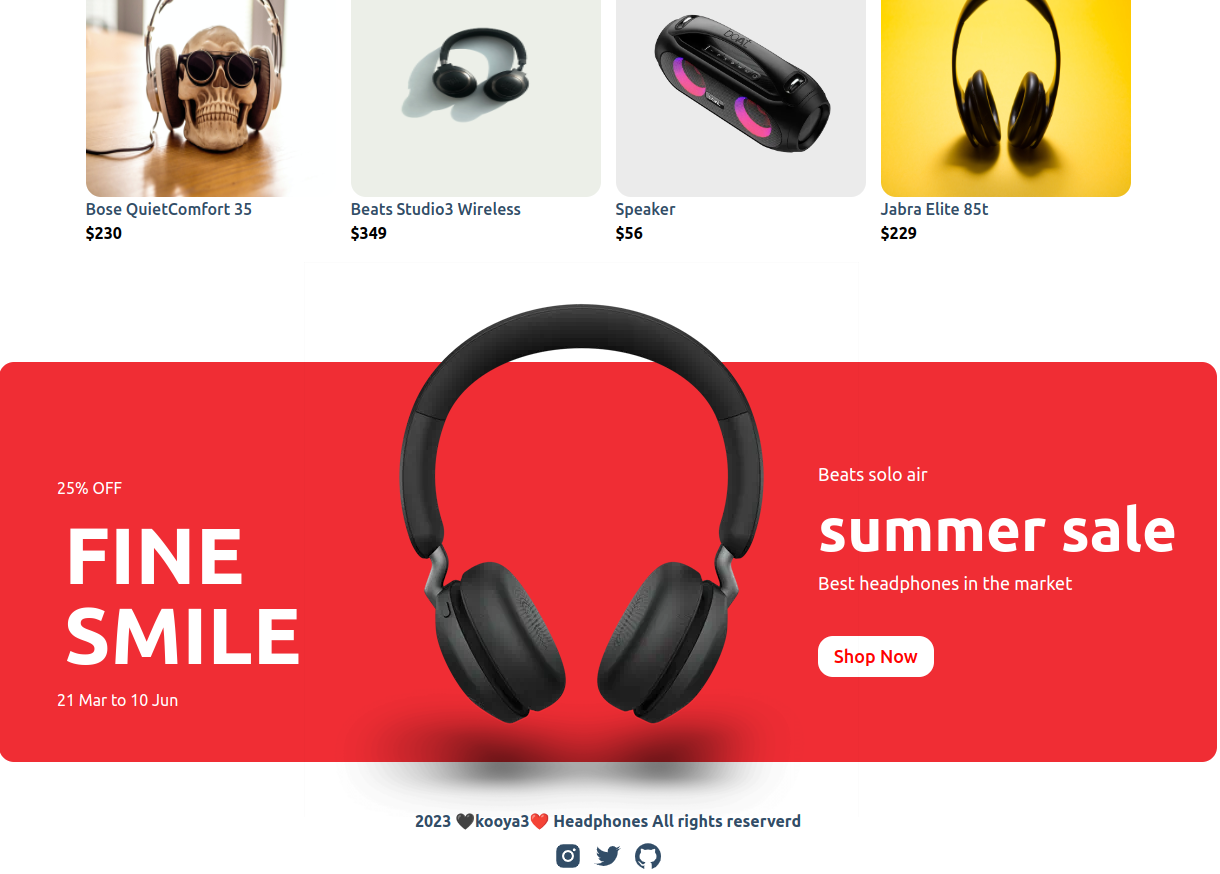 Bose QuietComfort 35
$230
Beats Studio3 Wireless
$349
BOAT
Speaker
$56
Jabra Elite 85t
$229
25% OFF
FINE
SMILE
21 Mar to 10 Jun
Beats solo air
summer sale
Best headphones in the market
Shop Now
2023 🖤kooya3❤️ Headphones All rights reserverd